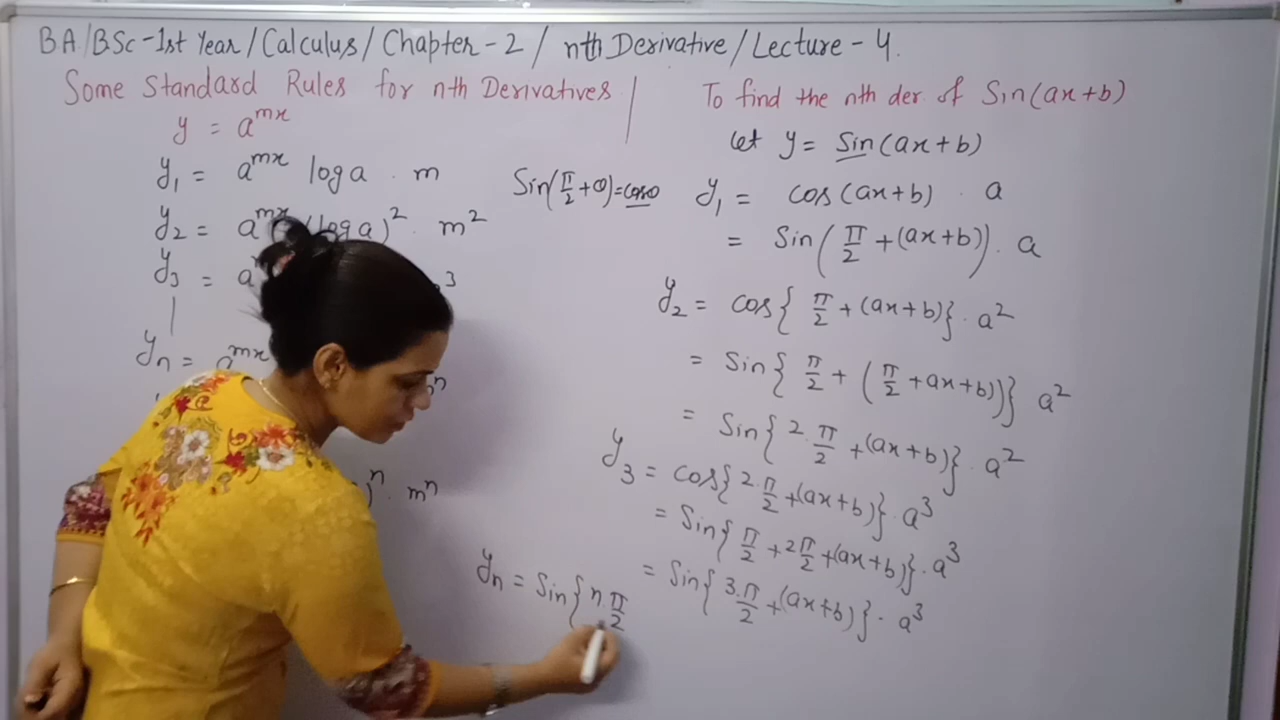 BA/BSc-1st Year/Calculus/Chapter-2/nth Derivative/Lecture-4.
Some Standard Rules for nth Derivatives
y = a^{mx}
y₁ = a^{mx} log a · m
y₂ = a^{mx} (log a)² · m²
y₃ = a
3
yₙ = a^{mx}
n
)ⁿ · mⁿ
To find the nth der of Sin(ax+b)
Let y = Sin(ax+b)
Sin(π/2+θ)=cosθ
y₁ = cos(ax+b) · a
= Sin(π/2+(ax+b)) · a
y₂ = cos{π/2+(ax+b)} · a²
= Sin{π/2+(π/2+ax+b)} a²
= Sin{2·π/2+(ax+b)} · a²
y₃ = cos{2·π/2+(ax+b)} · a³
= Sin{π/2+2π/2+(ax+b)} · a³
= Sin{3·π/2+(ax+b)} · a³
yₙ = Sin{n·π/2